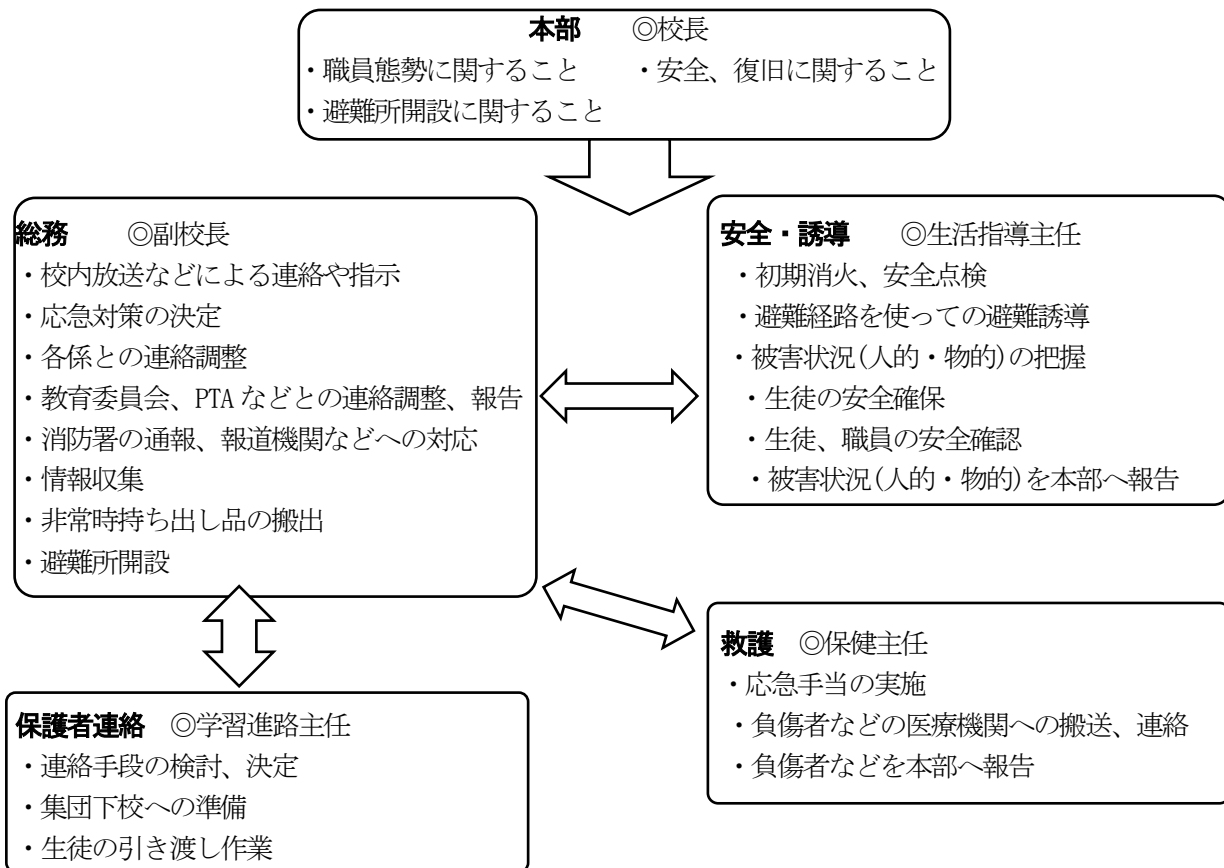 本部　◎校長
・職員態勢に関すること　・安全、復旧に関すること
・避難所開設に関すること
総務　◎副校長
・校内放送などによる連絡や指示
・応急対策の決定
・各係との連絡調整
・教育委員会、PTA などとの連絡調整、報告
・消防署の通報、報道機関などへの対応
・情報収集
・非常時持ち出し品の搬出
・避難所開設
安全・誘導　◎生活指導主任
・初期消火、安全点検
・避難経路を使っての避難誘導
・被害状況(人的・物的)の把握
・生徒の安全確保
・生徒、職員の安全確認
・被害状況(人的・物的)を本部へ報告
救護　◎保健主任
・応急手当の実施
・負傷者などの医療機関への搬送、連絡
・負傷者などを本部へ報告
保護者連絡　◎学習進路主任
・連絡手段の検討、決定
・集団下校への準備
・生徒の引き渡し作業